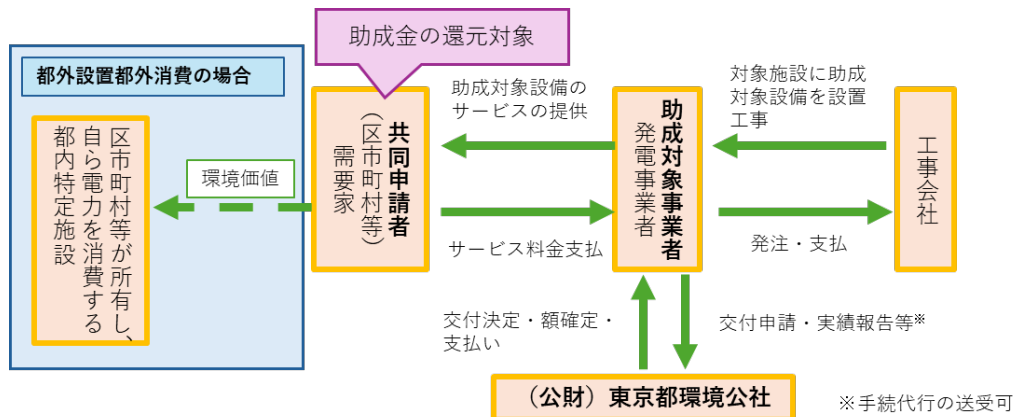 助成金の還元対象
都外設置都外消費の場合
区市町村等が所有し、
自ら電力を消費する
都内特定施設
環境価値
共同申請者
（区市町村等）
需要家
助成対象設備の
サービスの提供
サービス料金支払
助成対象事業者
発電事業者
対象施設に助成
対象設備を設置
工事
発注・支払
工事会社
交付決定・額確定・
支払い
交付申請・実績報告等※
（公財）東京都環境公社
※手続代行の送受可